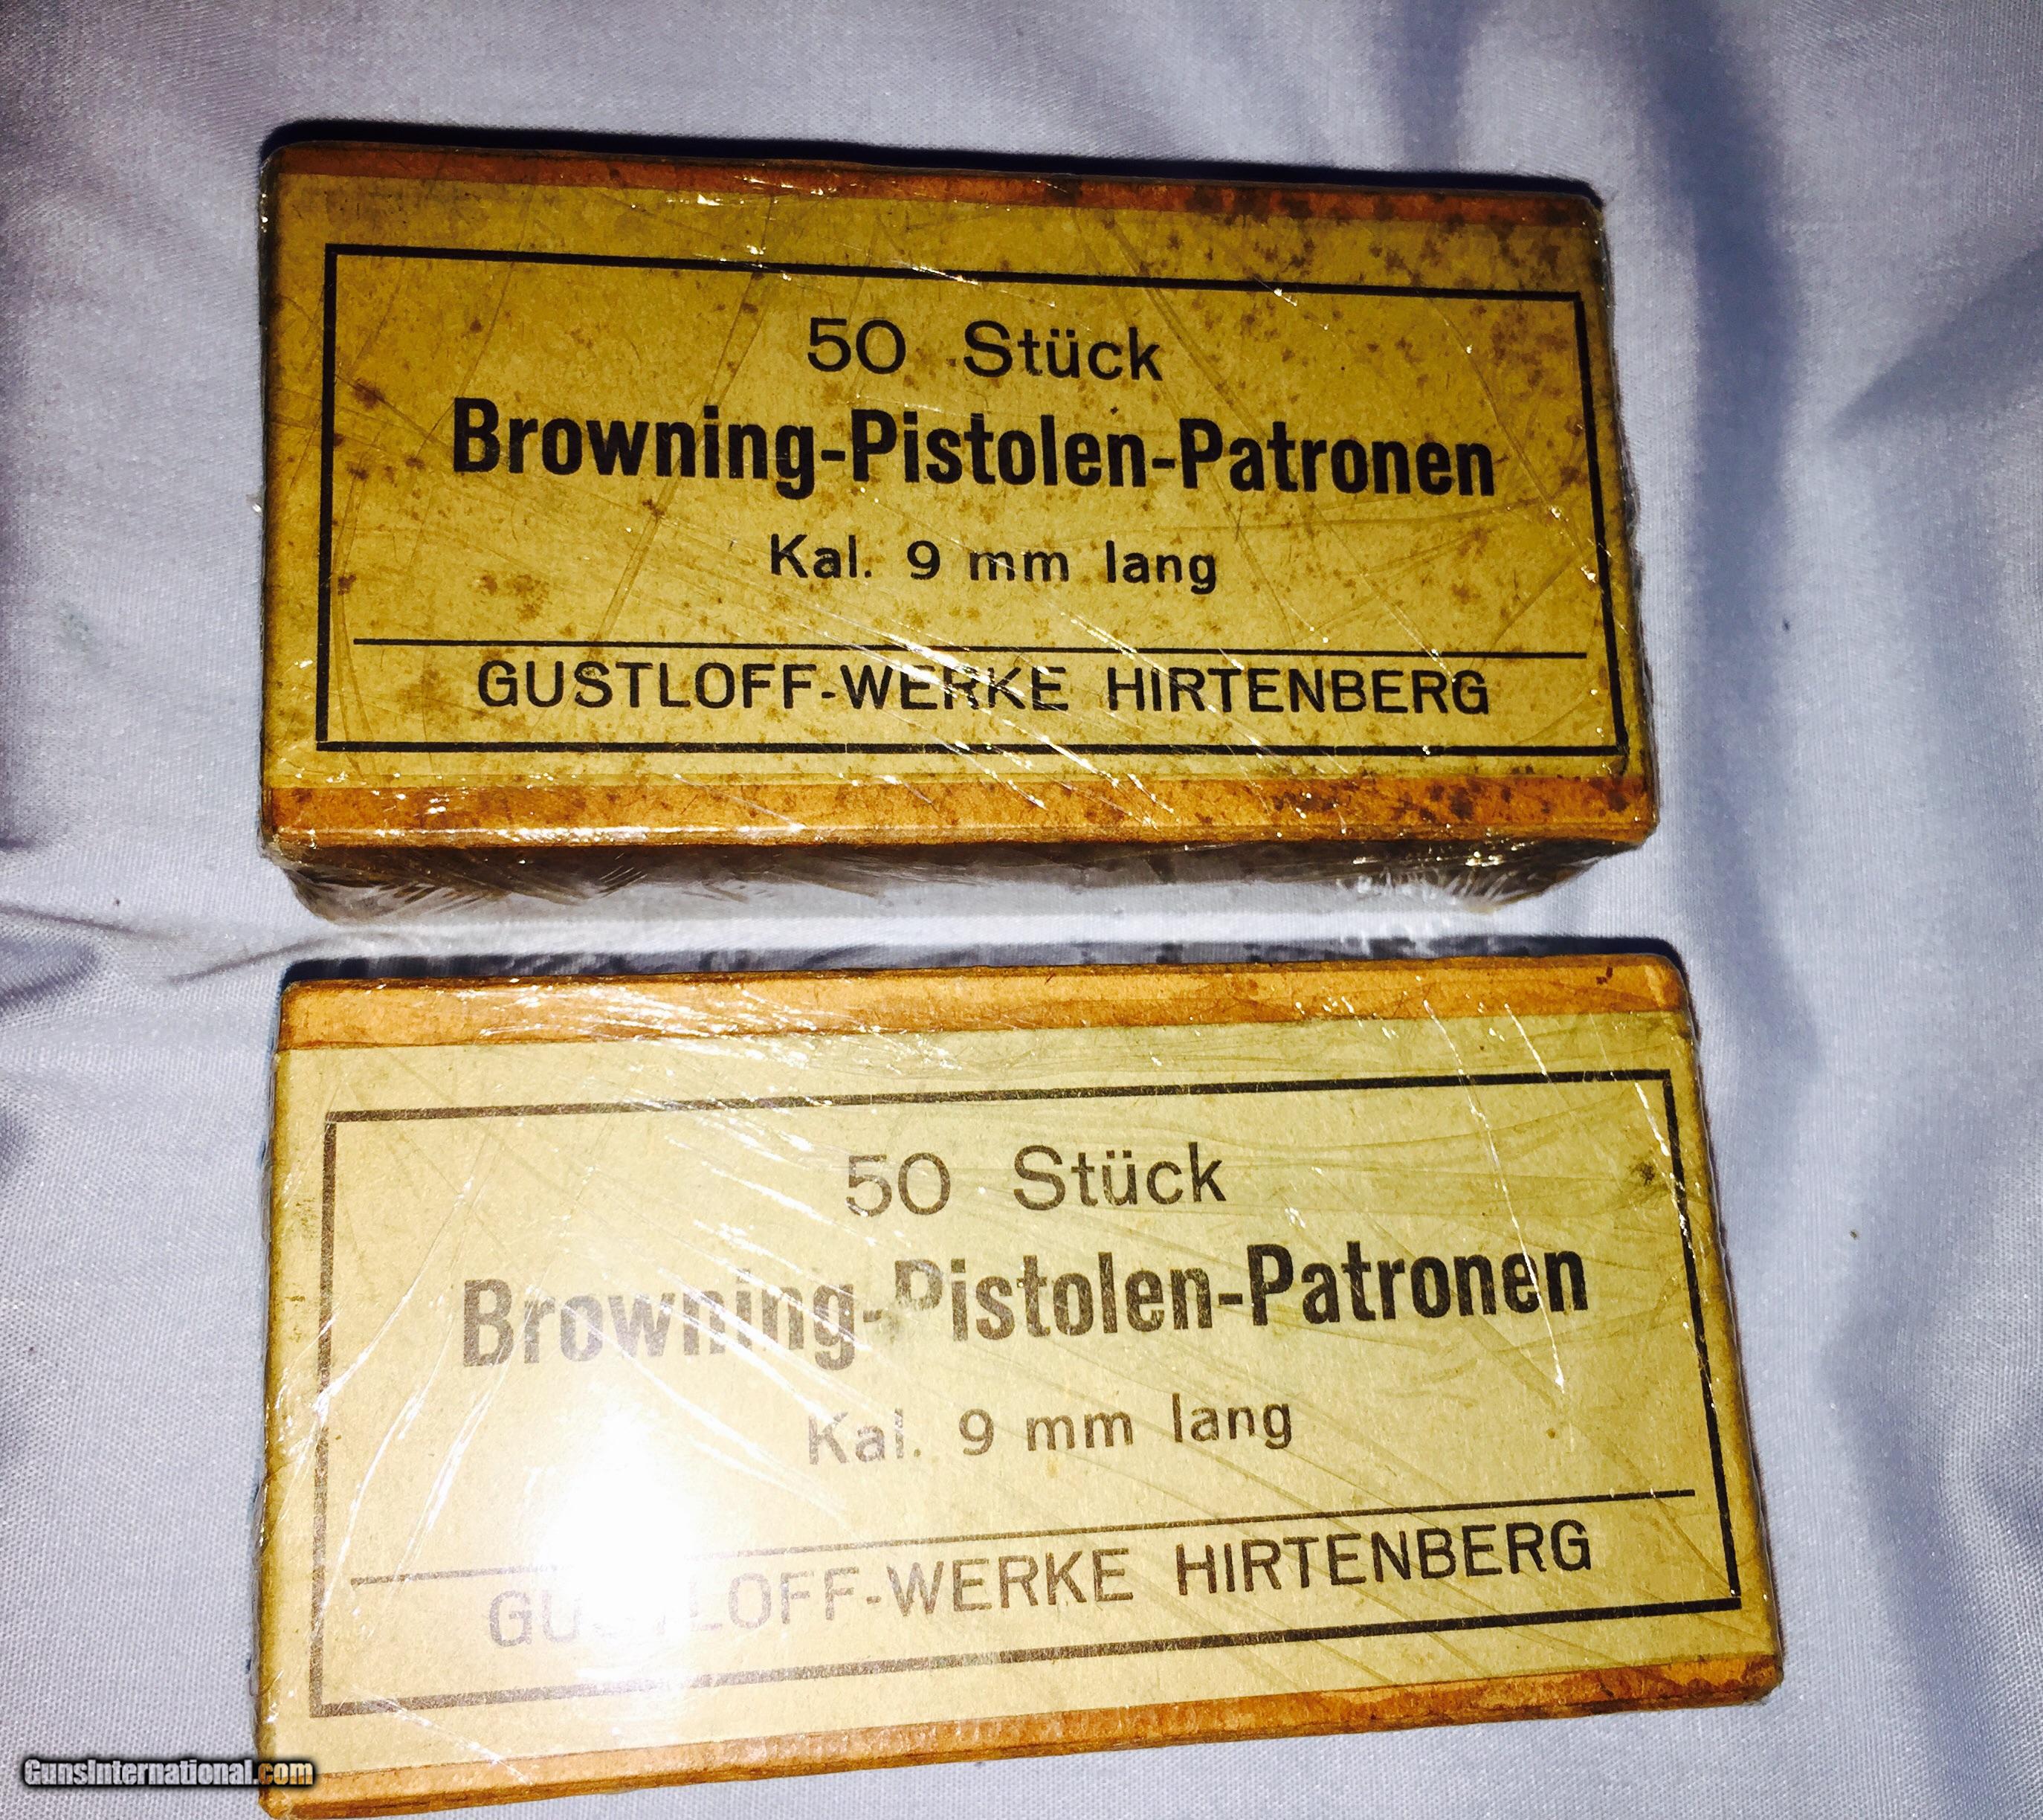 50 Stück
Browning-Pistolen-Patronen
Kal. 9 mm lang
GUSTLOFF-WERKE HIRTENBERG
50 Stück
Browning-Pistolen-Patronen
Kal. 9 mm lang
GUSTLOFF-WERKE HIRTENBERG
GunsInternational.com